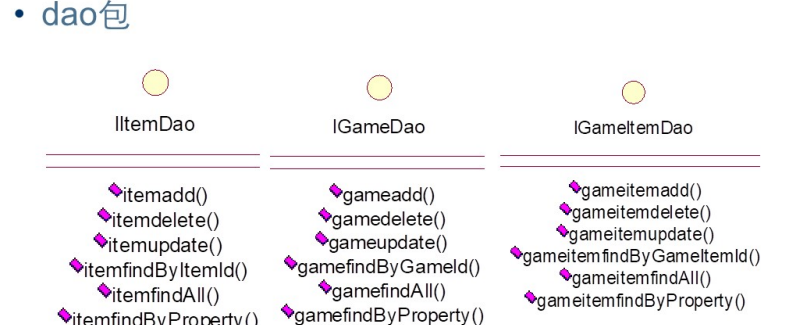 • dao包
IItemDao
itemadd()
itemdelete()
itemupdate()
itemfindByItemId()
itemfindAll()
itemfindByProperty()
IGameDao
gameadd()
gamedelete()
gameupdate()
gamefindByGameId()
gamefindAll()
gamefindByProperty()
IGameItemDao
gameitemadd()
gameitemdelete()
gameitemupdate()
gameitemfindByGameItemId()
gameitemfindAll()
gameitemfindByProperty()